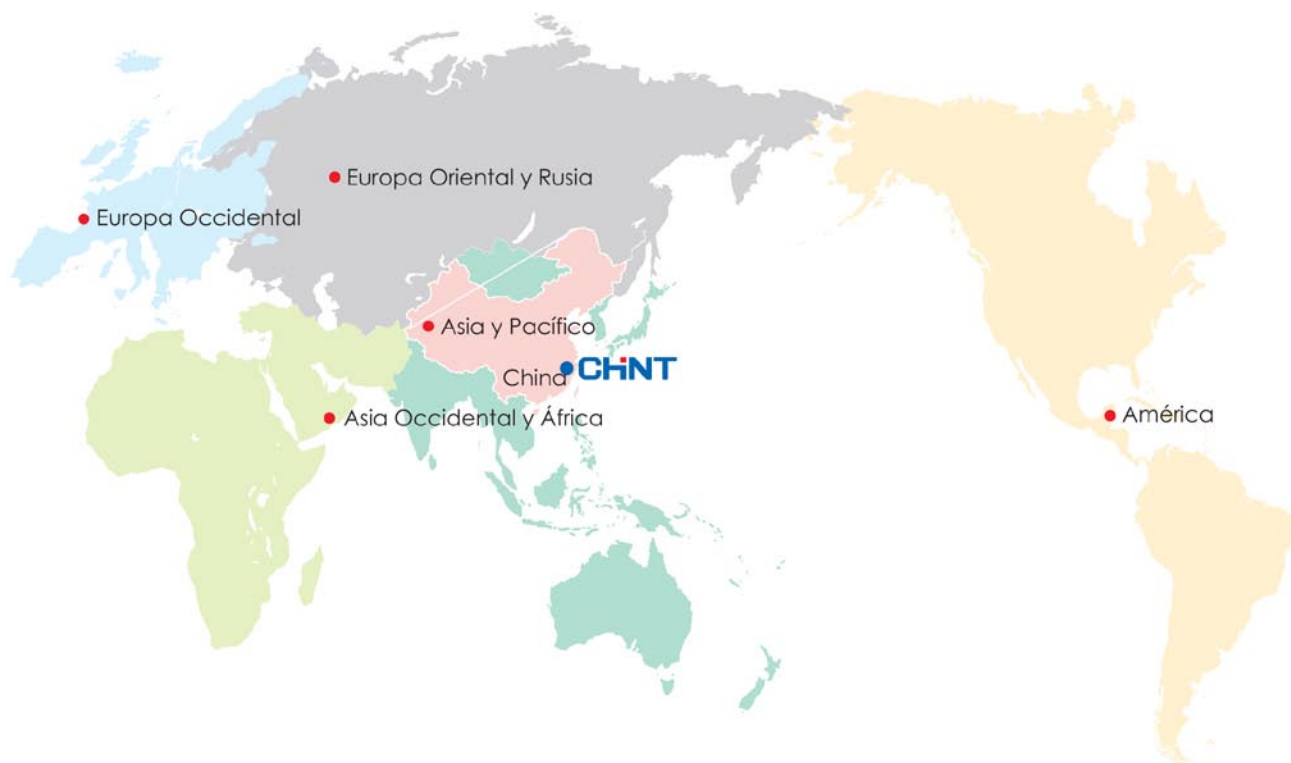 Europa Oriental y Rusia
Europa Occidental
Asia y Pacífico
China CHINT
América
Asia Occidental y África